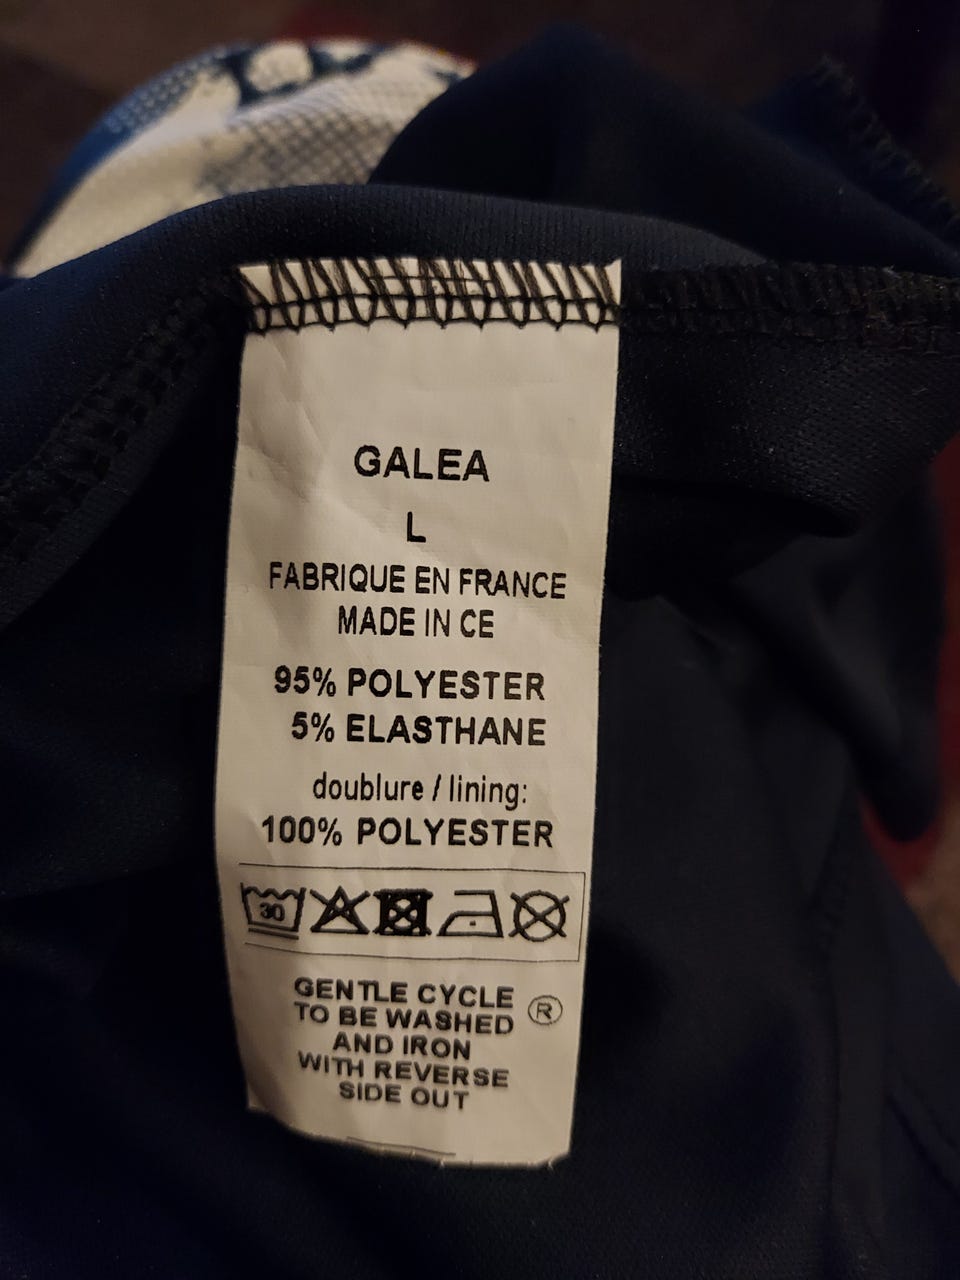 GALEA
L
FABRIQUE EN FRANCE
MADE IN CE
95% POLYESTER
5% ELASTHANE
doublure / lining:
100% POLYESTER
30
GENTLE CYCLE
TO BE WASHED ®
AND IRON
WITH REVERSE
SIDE OUT